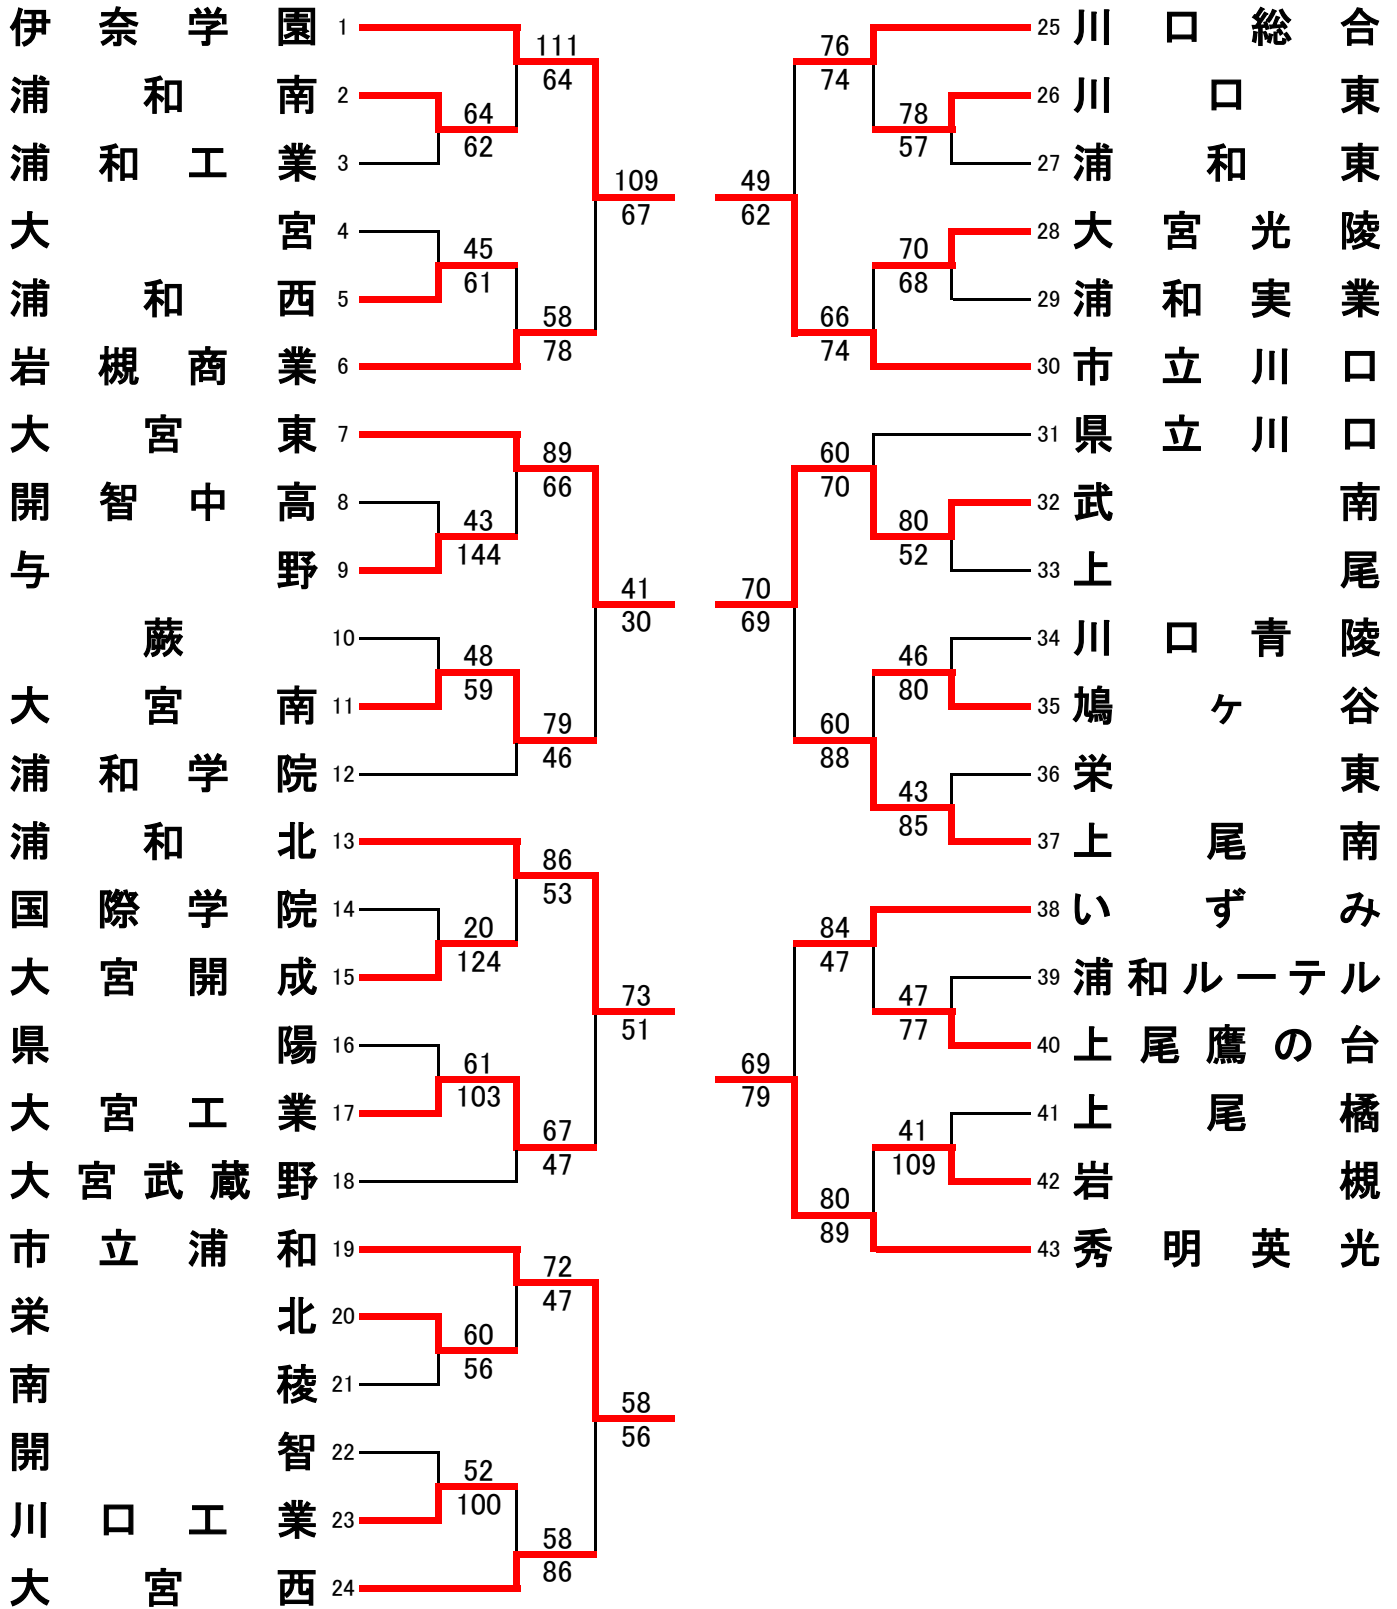 伊奈学園 1
浦和南 2
浦和工業 3
大宮 4
浦和西 5
岩槻商業 6
大宮東 7
開智中高 8
与野 9
蕨 10
大宮南 11
浦和学院 12
浦和北 13
国際学院 14
大宮開成 15
県陽 16
大宮工業 17
大宮武蔵野 18
市立浦和 19
栄北 20
南稜 21
開智 22
川口工業 23
大宮西 24
64
62
45
61
43
144
48
59
20
124
61
103
60
56
52
100
111
64
58
78
89
66
79
46
86
53
67
47
72
47
58
86
109
67
41
30
73
51
58
56
49
62
70
69
69
79
76
74
66
74
60
70
60
88
84
47
80
89
78
57
70
68
80
52
46
80
43
85
47
77
41
109
25 川口総合
26 川口東
27 浦和東
28 大宮光陵
29 浦和実業
30 市立川口
31 県立川口
32 武南
33 上尾
34 川口青陵
35 鳩ヶ谷
36 栄東
37 上尾南
38 いずみ
39 浦和ルーテル
40 上尾鷹の台
41 上尾橘
42 岩槻
43 秀明英光